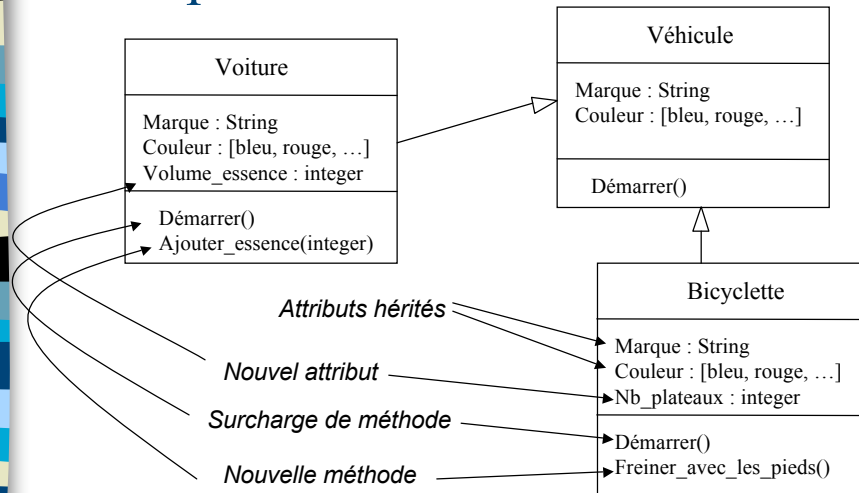 Voiture
Marque : String
Couleur : [bleu, rouge, …]
Volume_essence : integer
Démarrer()
Ajouter_essence(integer)
Véhicule
Marque : String
Couleur : [bleu, rouge, …]
Démarrer()
Bicyclette
Marque : String
Couleur : [bleu, rouge, …]
Nb_plateaux : integer
Démarrer()
Freiner_avec_les_pieds()
Attributs hérités
Nouvel attribut
Surcharge de méthode
Nouvelle méthode